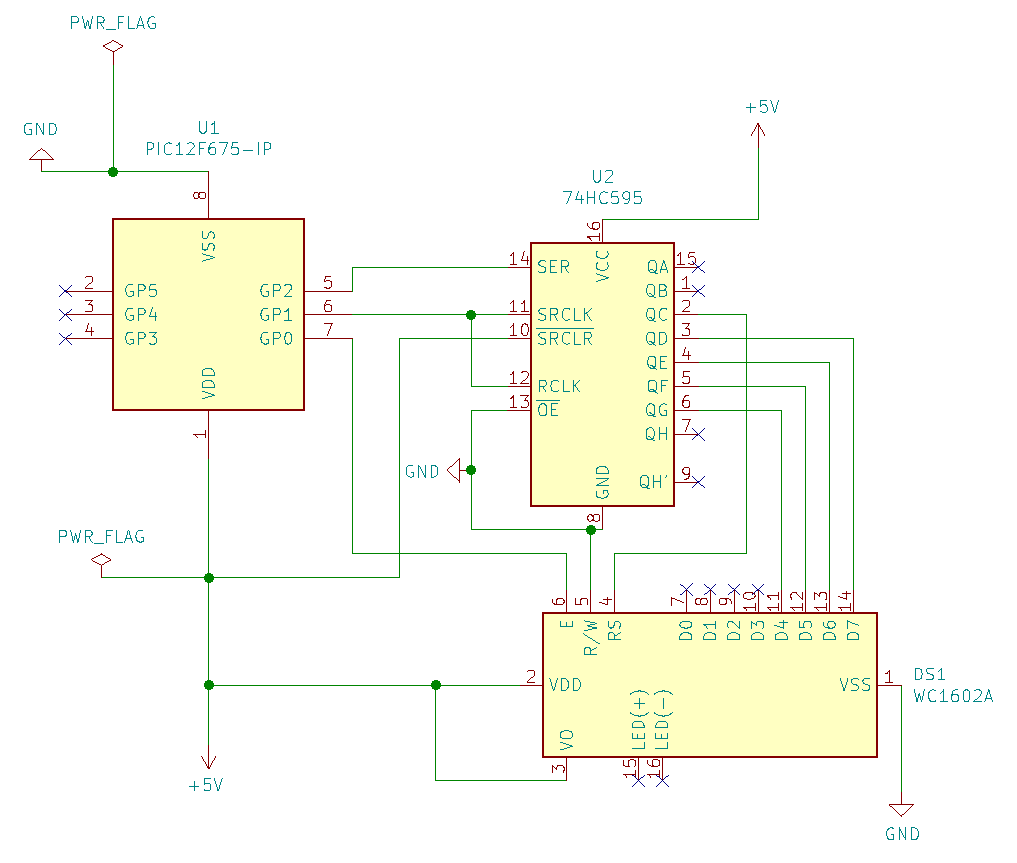 PWR_FLAG
GND
U1
PIC12F675-IP
8
VSS
2 GP5
3 GP4
4 GP3
GP2 5
GP1 6
GP0 7
VDD
1
+5V
U2
74HC595
16
VCC
14 SER
11 SRCLK
10 SRCLR
12 RCLK
13 OE
QA 15
QB 1
QC 2
QD 3
QE 4
QF 5
QG 6
QH 7
QH' 9
GND
8
GND
PWR_FLAG
+5V
6 E
5 R/W
4 RS
7 D0
8 D1
9 D2
10 D3
11 D4
12 D5
13 D6
14 D7
2 VDD
VSS 1
DS1
WC1602A
VO 3
LED(+) 15
LED(-) 16
GND